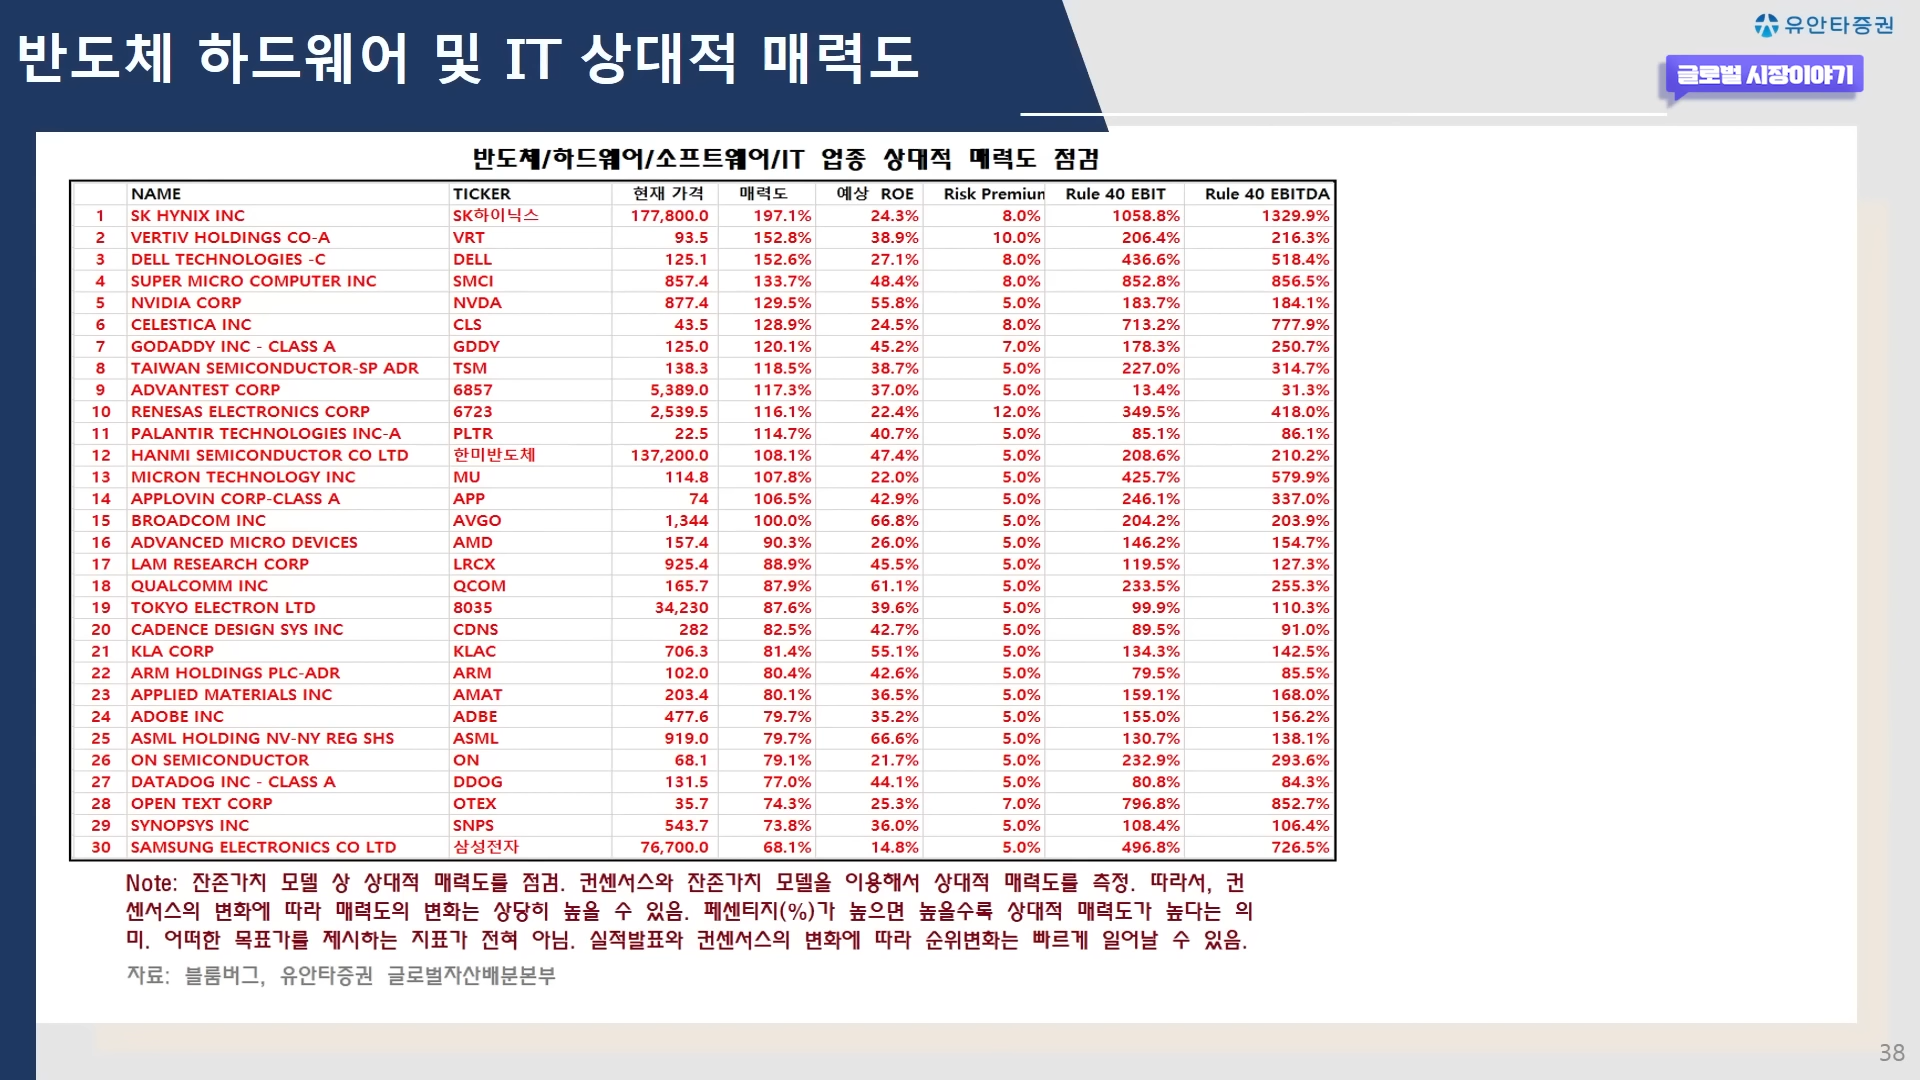 반도체 하드웨어 및 IT 상대적 매력도
유안타증권
글로벌 시장이야기
반도체/하드웨어/소프트웨어/IT 업종 상대적 매력도 점검
NAME TICKER 현재 가격 매력도 예상 ROE Risk Premiun Rule 40 EBIT Rule 40 EBITDA
1 SK HYNIX INC SK하이닉스 177,800.0 197.1% 24.3% 8.0% 1058.8% 1329.9%
2 VERTIV HOLDINGS CO-A VRT 93.5 152.8% 38.9% 10.0% 206.4% 216.3%
3 DELL TECHNOLOGIES -C DELL 125.1 152.6% 27.1% 8.0% 436.6% 518.4%
4 SUPER MICRO COMPUTER INC SMCI 857.4 133.7% 48.4% 8.0% 852.8% 856.5%
5 NVIDIA CORP NVDA 877.4 129.5% 55.8% 5.0% 183.7% 184.1%
6 CELESTICA INC CLS 43.5 128.9% 24.5% 8.0% 713.2% 777.9%
7 GODADDY INC - CLASS A GDDY 125.0 120.1% 45.2% 7.0% 178.3% 250.7%
8 TAIWAN SEMICONDUCTOR-SP ADR TSM 138.3 118.5% 38.7% 5.0% 227.0% 314.7%
9 ADVANTEST CORP 6857 5,389.0 117.3% 37.0% 5.0% 13.4% 31.3%
10 RENESAS ELECTRONICS CORP 6723 2,539.5 116.1% 22.4% 12.0% 349.5% 418.0%
11 PALANTIR TECHNOLOGIES INC-A PLTR 22.5 114.7% 40.7% 5.0% 85.1% 86.1%
12 HANMI SEMICONDUCTOR CO LTD 한미반도체 137,200.0 108.1% 47.4% 5.0% 208.6% 210.2%
13 MICRON TECHNOLOGY INC MU 114.8 107.8% 22.0% 5.0% 425.7% 579.9%
14 APPLOVIN CORP-CLASS A APP 74 106.5% 42.9% 5.0% 246.1% 337.0%
15 BROADCOM INC AVGO 1,344 100.0% 66.8% 5.0% 204.2% 203.9%
16 ADVANCED MICRO DEVICES AMD 157.4 90.3% 26.0% 5.0% 146.2% 154.7%
17 LAM RESEARCH CORP LRCX 925.4 88.9% 45.5% 5.0% 119.5% 127.3%
18 QUALCOMM INC QCOM 165.7 87.9% 61.1% 5.0% 233.5% 255.3%
19 TOKYO ELECTRON LTD 8035 34,230 87.6% 39.6% 5.0% 99.9% 110.3%
20 CADENCE DESIGN SYS INC CDNS 282 82.5% 42.7% 5.0% 89.5% 91.0%
21 KLA CORP KLAC 706.3 81.4% 55.1% 5.0% 134.3% 142.5%
22 ARM HOLDINGS PLC-ADR ARM 102.0 80.4% 42.6% 5.0% 79.5% 85.5%
23 APPLIED MATERIALS INC AMAT 203.4 80.1% 36.5% 5.0% 159.1% 168.0%
24 ADOBE INC ADBE 477.6 79.7% 35.2% 5.0% 155.0% 156.2%
25 ASML HOLDING NV-NY REG SHS ASML 919.0 79.7% 66.6% 5.0% 130.7% 138.1%
26 ON SEMICONDUCTOR ON 68.1 79.1% 21.7% 5.0% 232.9% 293.6%
27 DATADOG INC - CLASS A DDOG 131.5 77.0% 44.1% 5.0% 80.8% 84.3%
28 OPEN TEXT CORP OTEX 35.7 74.3% 25.3% 7.0% 796.8% 852.7%
29 SYNOPSYS INC SNPS 543.7 73.8% 36.0% 5.0% 108.4% 106.4%
30 SAMSUNG ELECTRONICS CO LTD 삼성전자 76,700.0 68.1% 14.8% 5.0% 496.8% 726.5%
Note: 잔존가치 모델 상 상대적 매력도를 점검. 컨센서스와 잔존가치 모델을 이용해서 상대적 매력도를 측정. 따라서, 컨
센서스의 변화에 따라 매력도의 변화는 상당히 높을 수 있음. 페센티지(%)가 높으면 높을수록 상대적 매력도가 높다는 의
미. 어떠한 목표가를 제시하는 지표가 전혀 아님. 실적발표와 컨센서스의 변화에 따라 순위변화는 빠르게 일어날 수 있음.
자료: 블룸버그, 유안타증권 글로벌자산배분본부
38